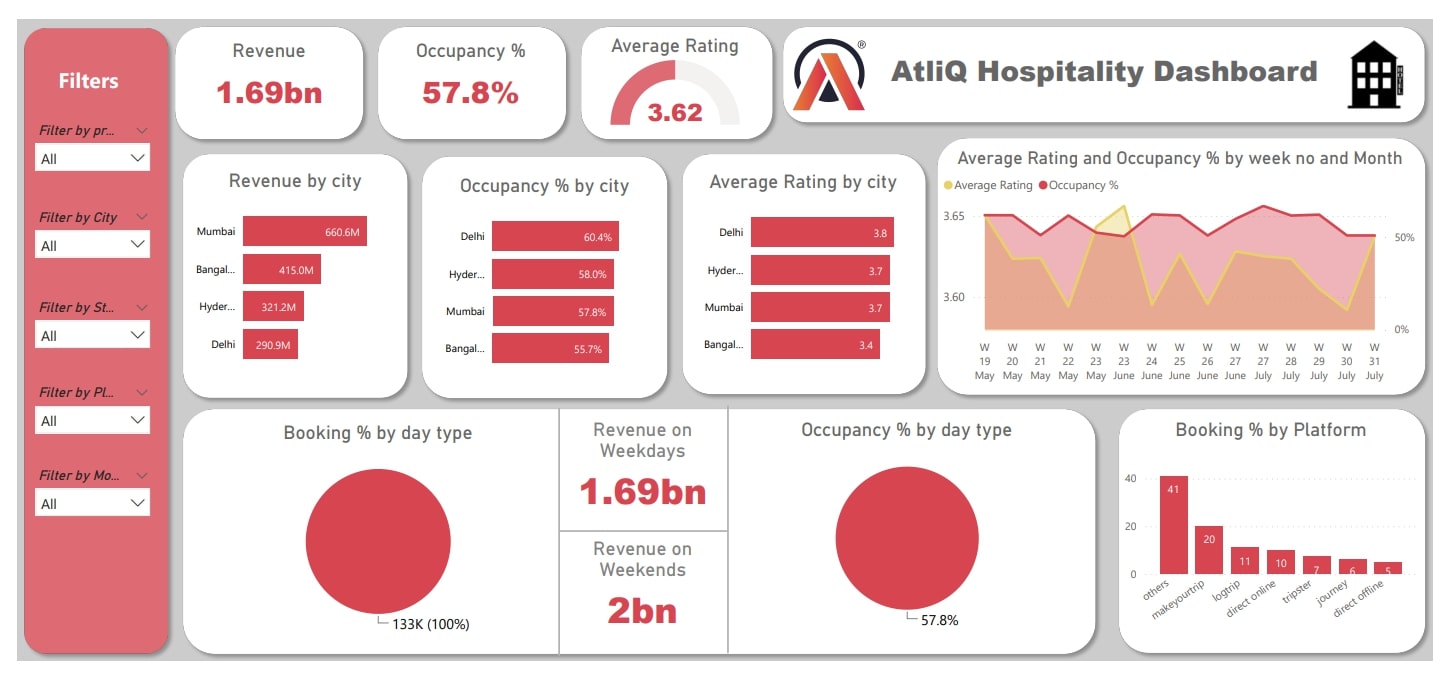 Filters
Filter by pr...
All
Filter by City
All
Filter by St...
All
Filter by Pl...
All
Filter by Mo...
All
Revenue
1.69bn
Occupancy %
57.8%
Average Rating
3.62
®
AtliQ Hospitality Dashboard
HOTEL
Revenue by city
Mumbai 660.6M
Bangal... 415.0M
Hyder... 321.2M
Delhi 290.9M
Occupancy % by city
Delhi 60.4%
Hyder... 58.0%
Mumbai 57.8%
Bangal... 55.7%
Average Rating by city
Delhi 3.8
Hyder... 3.7
Mumbai 3.7
Bangal... 3.4
Average Rating and Occupancy % by week no and Month
Average Rating Occupancy %
3.65
50%
3.60
0%
W W W W W W W W W W W W W W W
19 20 21 22 23 23 24 25 26 27 27 28 29 30 31
May May May May May June June June June June July July July July July
Booking % by day type
133K (100%)
Revenue on
Weekdays
1.69bn
Revenue on
Weekends
2bn
Occupancy % by day type
57.8%
Booking % by Platform
40
20
0
41
20
11
10
7
6
5
others
makeyourtrip
logtrip
direct online
tripster
journey
direct offline